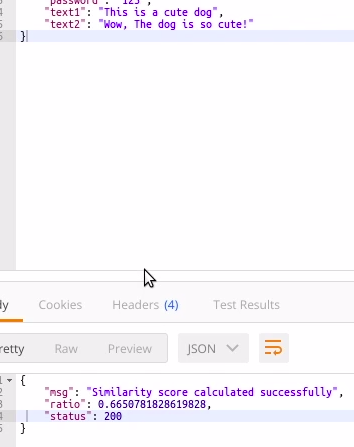 "password": "123",
4 "text1": "This is a cute dog",
5 "text2": "Wow, The dog is so cute!"
6 }
dy Cookies Headers (4) Test Results
retty Raw Preview JSON
1 {
2 "msg": "Similarity score calculated successfully",
3 "ratio": 0.6650781828619828,
4 "status": 200
5 }